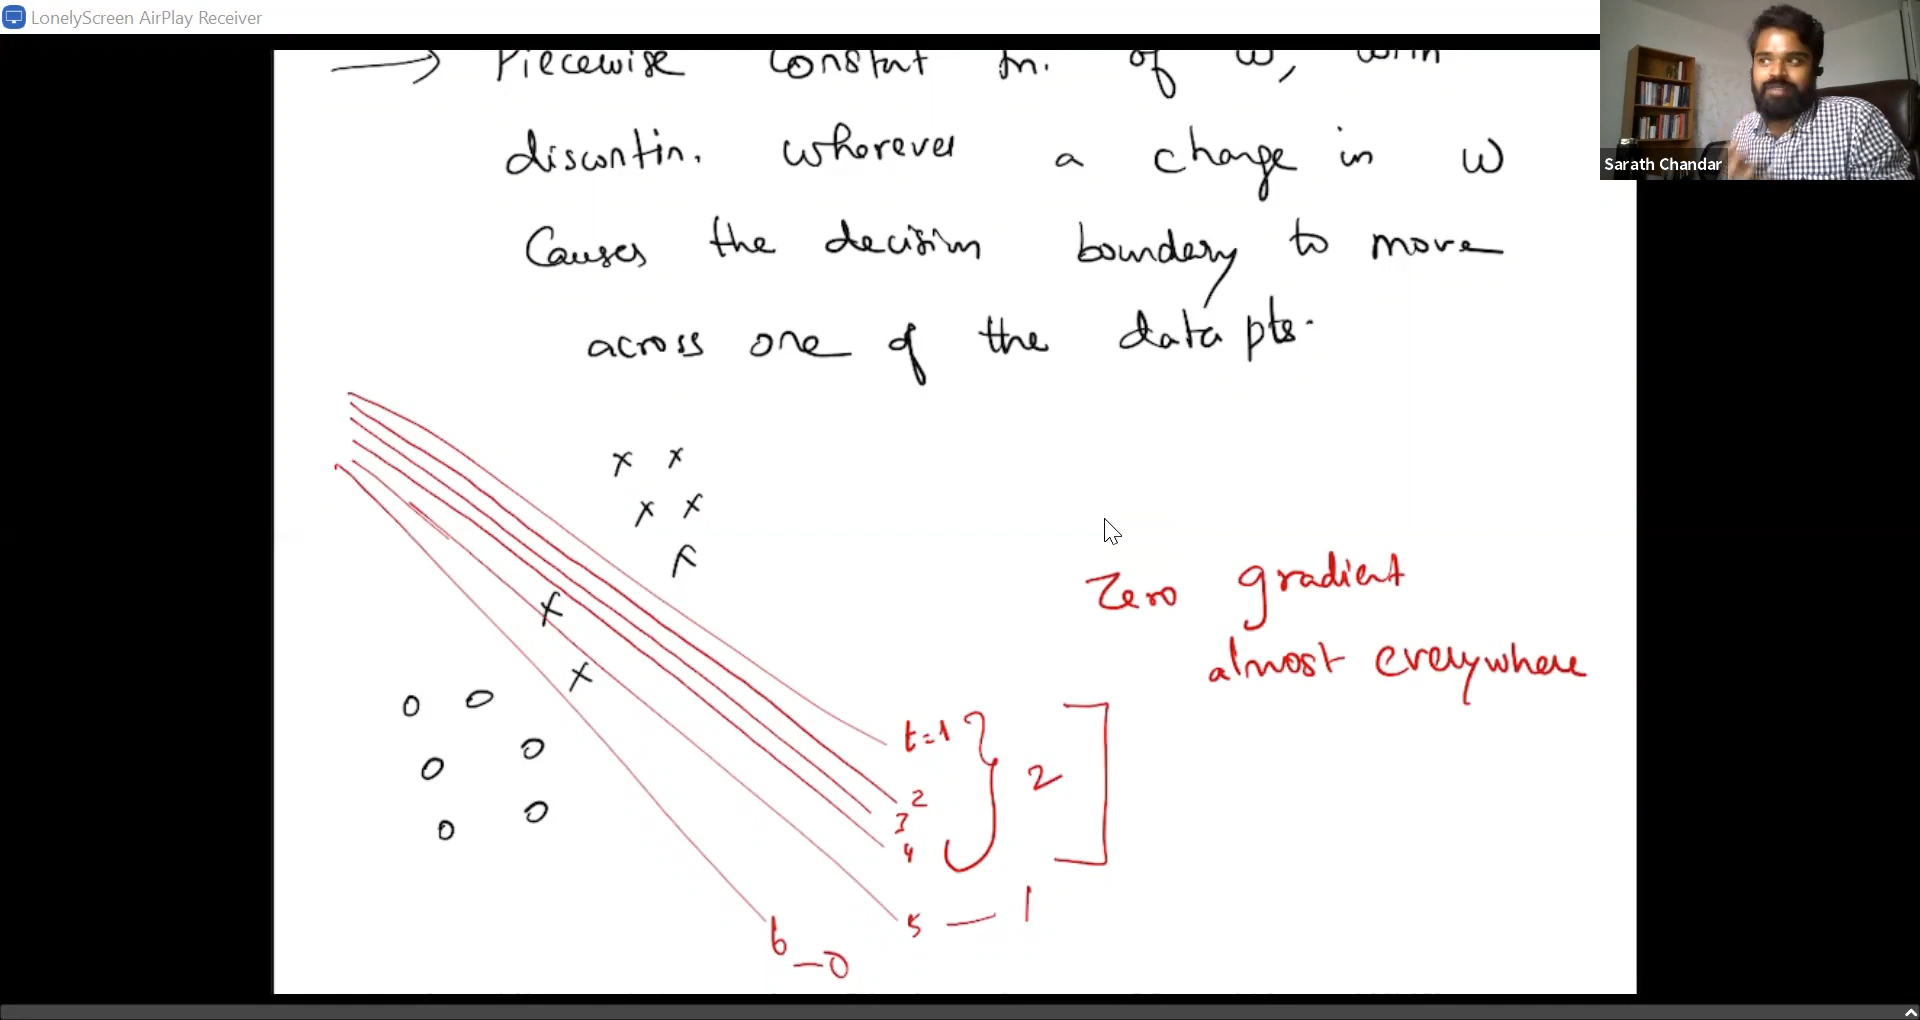 LonelyScreen AirPlay Receiver
Piecewise constat fn. of w, with
discontin. wherever a change in w
Causes the decision boundary to move
across one of the data pts.
Sarath Chandar
x x
x x
x
x
x
o o
o o
o o
Zero gradient
almost everywhere
t=1
2
3
4
} 2 ]
5 — 1
6 — 0